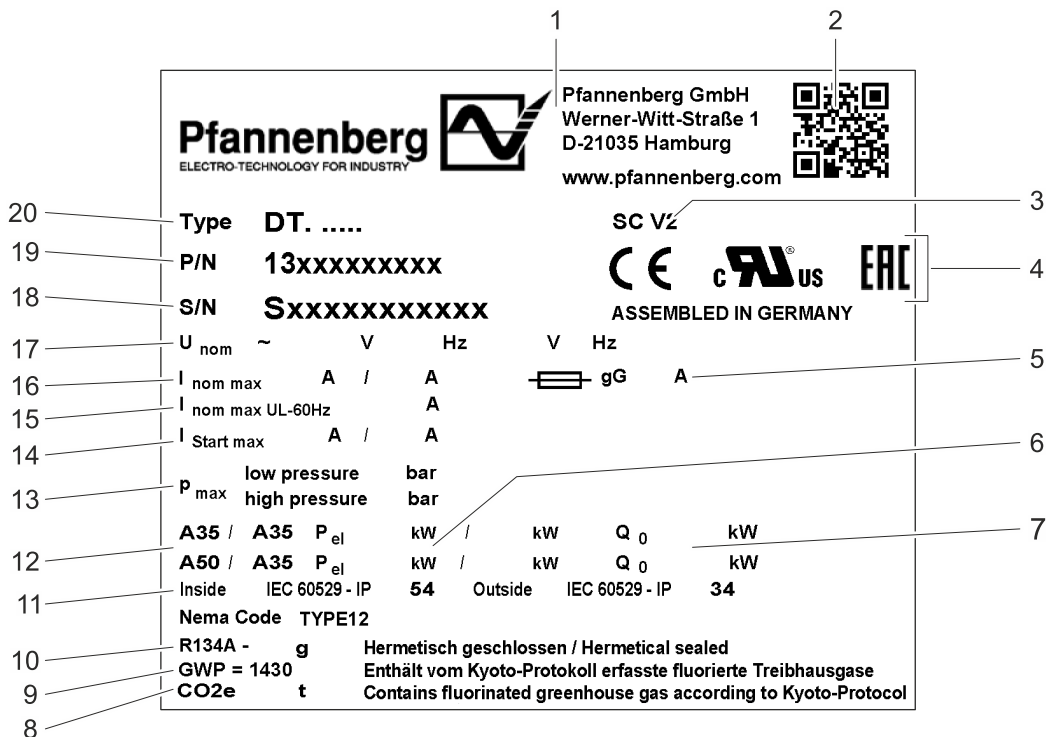 1 2
Pfannenberg
ELECTRO-TECHNOLOGY FOR INDUSTRY
Pfannenberg GmbH
Werner-Witt-Straße 1
D-21035 Hamburg
www.pfannenberg.com
20 Type DT. ..... SC V2 3
19 P/N 13xxxxxxxxx CE c RU ® US EAC 4
18 S/N Sxxxxxxxxxxx ASSEMBLED IN GERMANY
17 U nom ~ V Hz V Hz
16 I nom max A / A gG A 5
15 I nom max UL-60Hz A
14 I Start max A / A 6
13 p max low pressure bar
high pressure bar
A35 / A35 P el kW / kW Q 0 kW 7
12 A50 / A35 P el kW / kW Q 0 kW
11 Inside IEC 60529 - IP 54 Outside IEC 60529 - IP 34
Nema Code TYPE12
10 R134A - g Hermetisch geschlossen / Hermetical sealed
9 GWP = 1430 Enthält vom Kyoto-Protokoll erfasste fluorierte Treibhausgase
8 CO2e t Contains fluorinated greenhouse gas according to Kyoto-Protocol